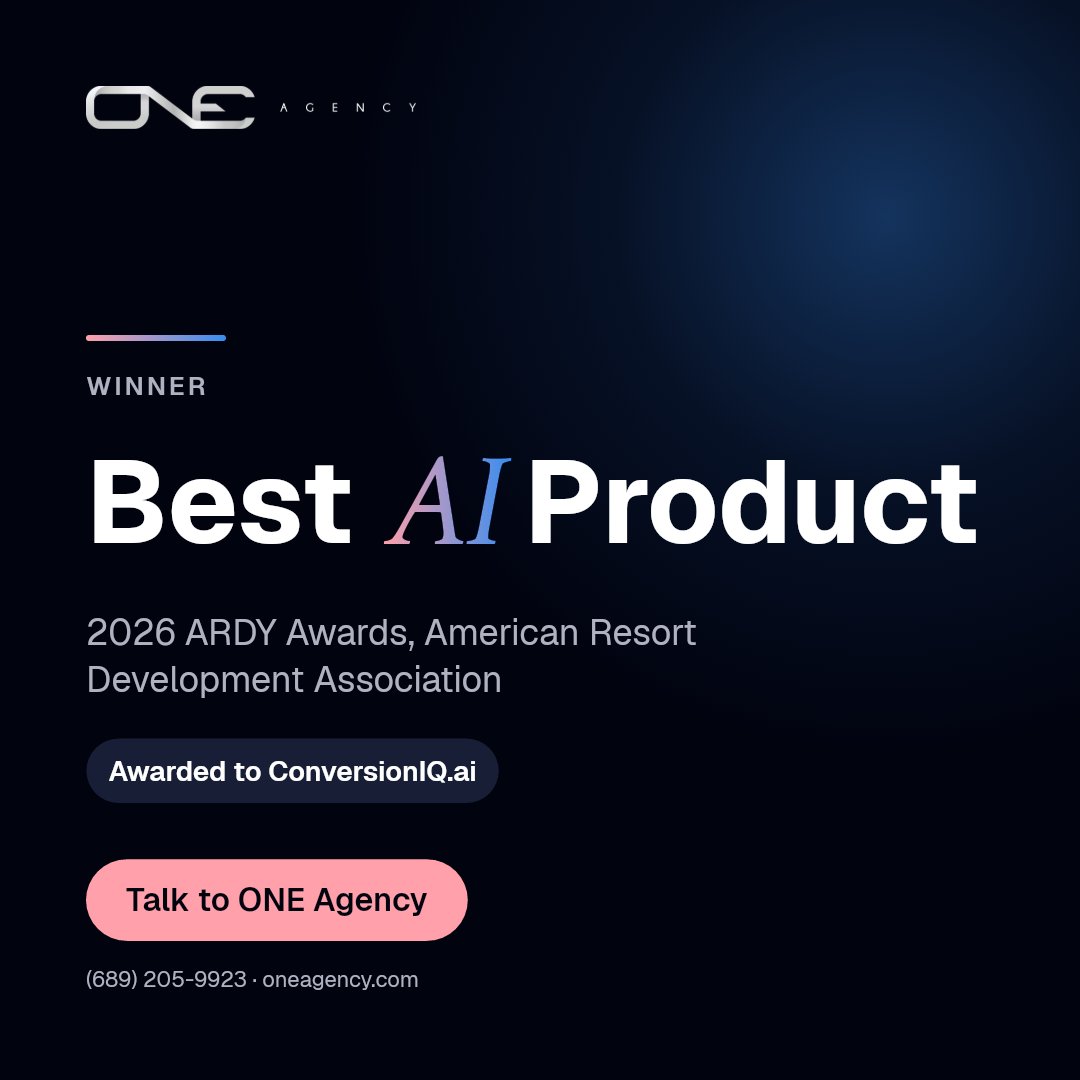 ONE AGENCY
WINNER
Best AI Product
2026 ARDY Awards, American Resort
Development Association
Awarded to ConversionIQ.ai
Talk to ONE Agency
(689) 205-9923 · oneagency.com